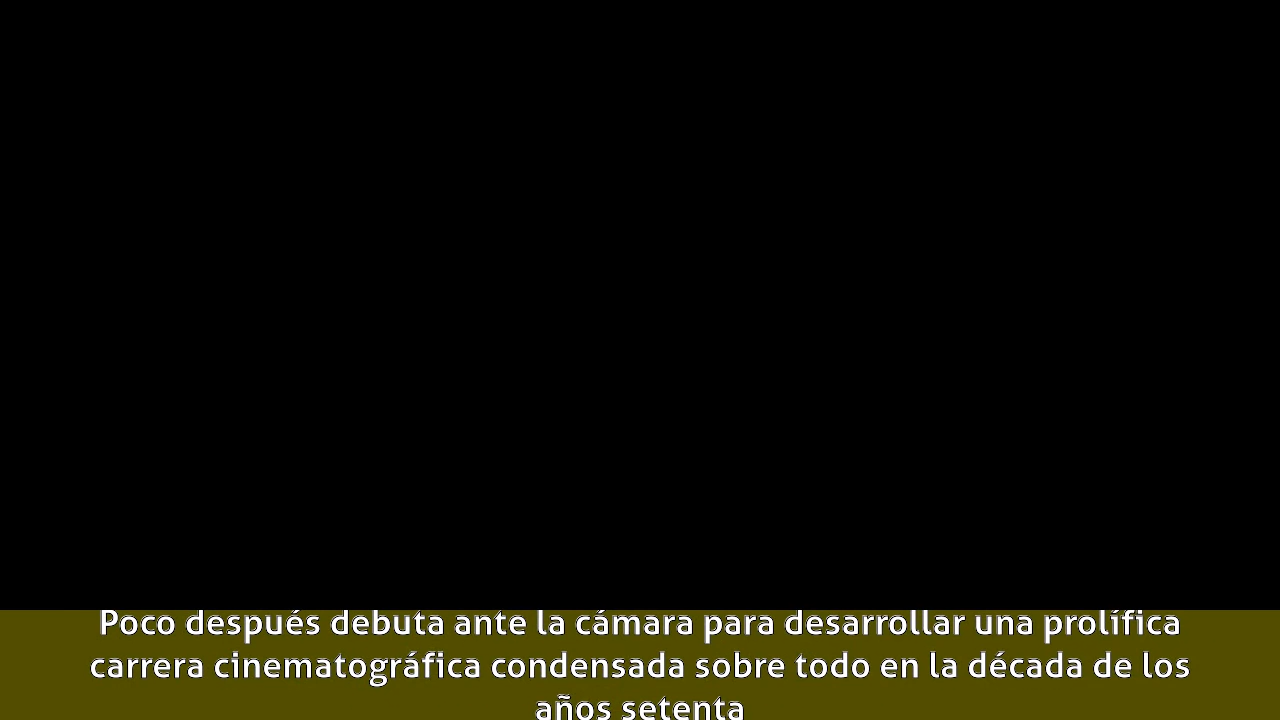 Poco después debuta ante la cámara para desarrollar una prolífica
carrera cinematográfica condensada sobre todo en la década de los
años setenta